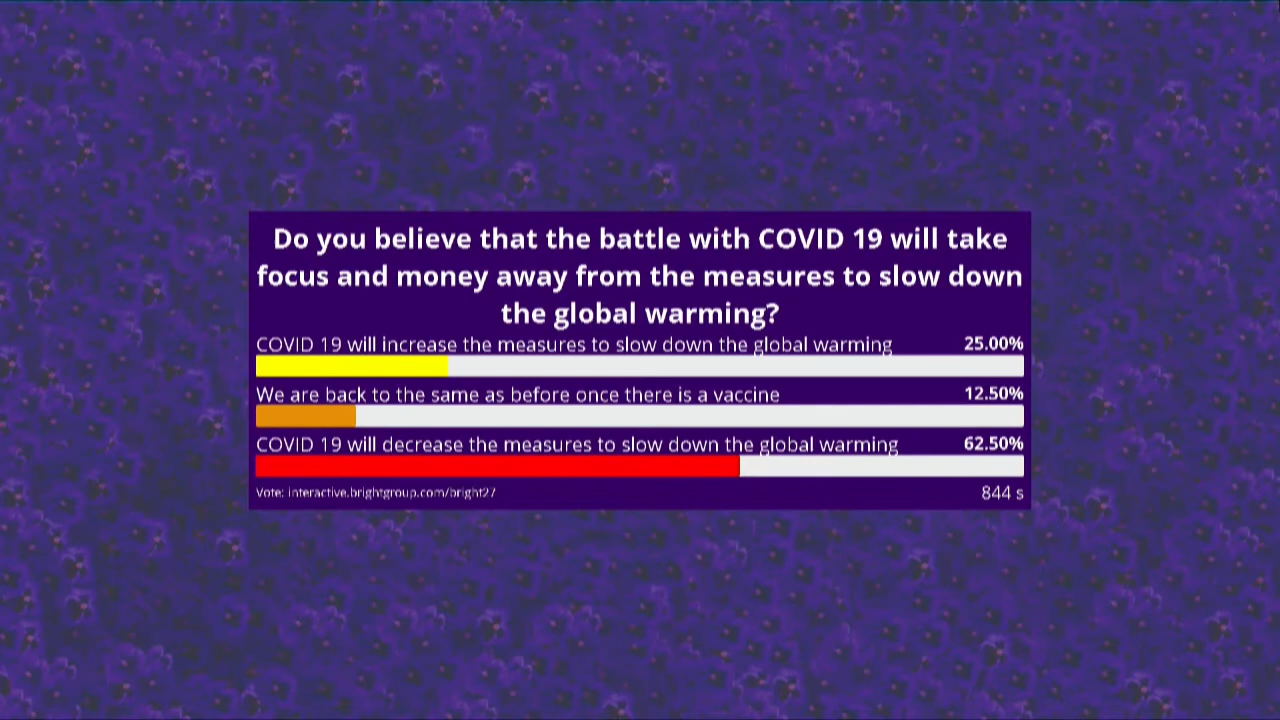 Do you believe that the battle with COVID 19 will take
focus and money away from the measures to slow down
the global warming?
COVID 19 will increase the measures to slow down the global warming 25.00%
We are back to the same as before once there is a vaccine 12.50%
COVID 19 will decrease the measures to slow down the global warming 62.50%
Vote: interactive.brightgroup.com/bright27 844 s